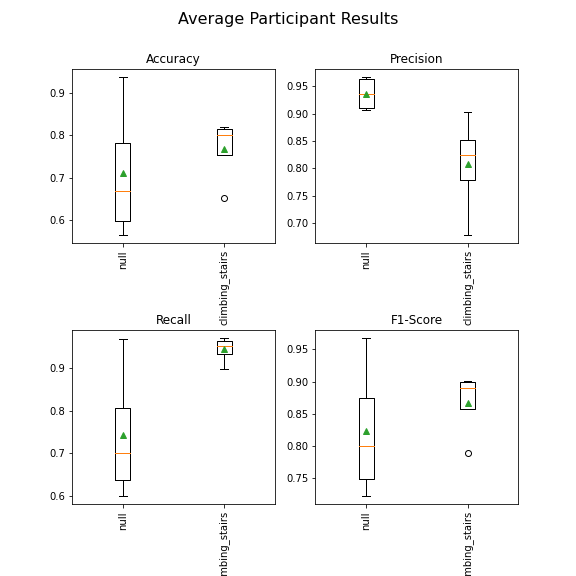 Average Participant Results
Accuracy
0.9
0.8
0.7
0.6
null
climbing_stairs
Precision
0.95
0.90
0.85
0.80
0.75
0.70
null
climbing_stairs
Recall
0.9
0.8
0.7
0.6
null
mbing_stairs
F1-Score
0.95
0.90
0.85
0.80
0.75
null
mbing_stairs